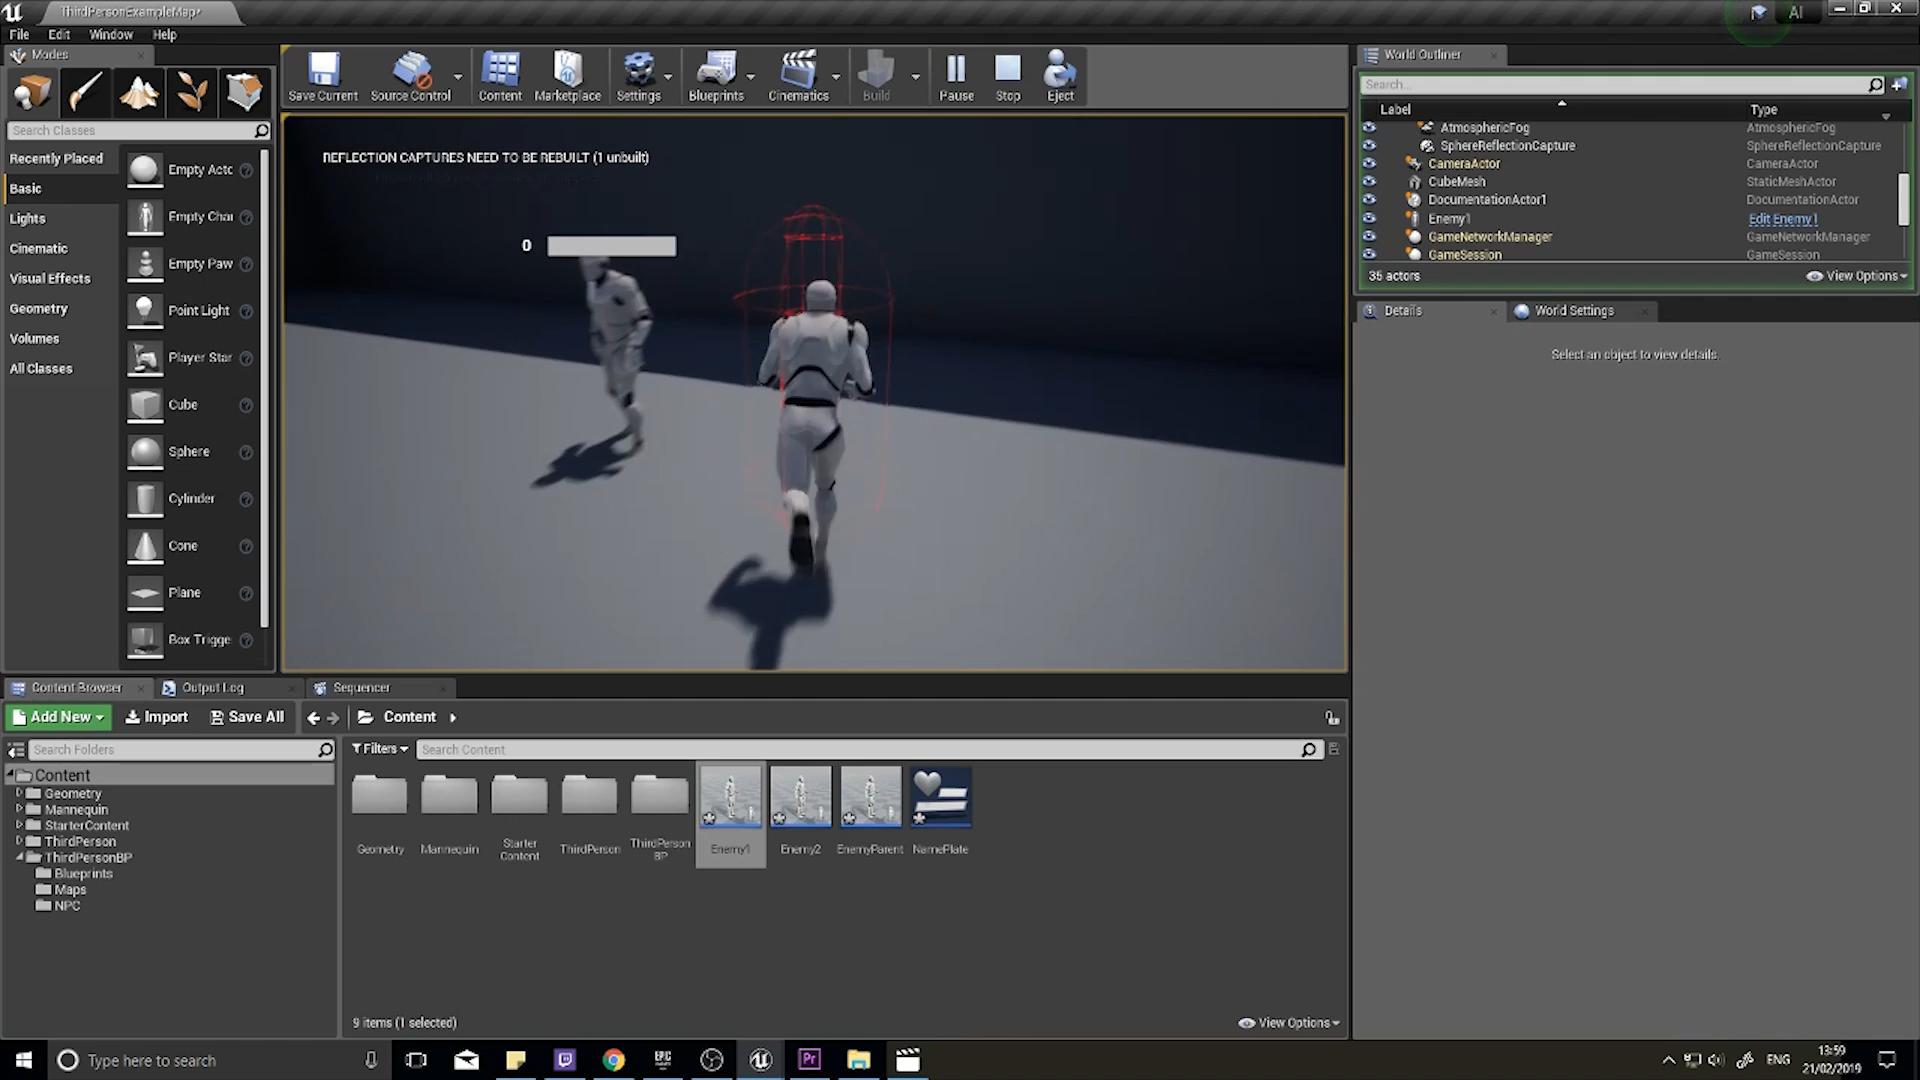 ThirdPersonExampleMap*
AI
File Edit Window Help
Modes
Save Current
Source Control
Content
Marketplace
Settings
Blueprints
Cinematics
Build
Pause
Stop
Eject
Search Classes
Recently Placed
Basic
Lights
Cinematic
Visual Effects
Geometry
Volumes
All Classes
Empty Acto
Empty Char
Empty Paw
Point Light
Player Star
Cube
Sphere
Cylinder
Cone
Plane
Box Trigge
REFLECTION CAPTURES NEED TO BE REBUILT (1 unbuilt)
0
World Outliner
Search...
Label Type
AtmosphericFog AtmosphericFog
SphereReflectionCapture SphereReflectionCapture
CameraActor CameraActor
CubeMesh StaticMeshActor
DocumentationActor1 DocumentationActor
Enemy1 Edit Enemy1
GameNetworkManager GameNetworkManager
GameSession GameSession
35 actors View Options
Details World Settings
Select an object to view details.
Content Browser Output Log Sequencer
Add New Import Save All Content
Search Folders
Filters Search Content
Content
Geometry
Mannequin
StarterContent
ThirdPerson
ThirdPersonBP
Blueprints
Maps
NPC
Geometry
Mannequin
Starter
Content
ThirdPerson
ThirdPerson
BP
Enemy1
Enemy2
EnemyParent
NamePlate
9 items (1 selected) View Options
Type here to search
EPIC
Pr
ENG
13:59
21/02/2019